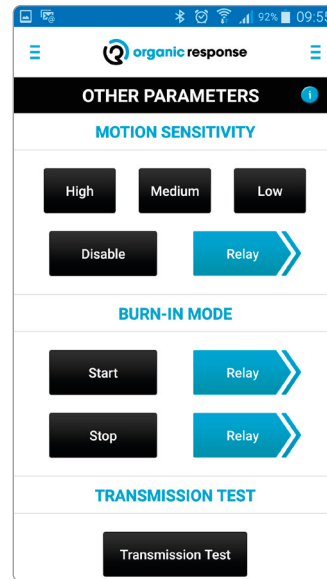 92% 09:55
organic response
OTHER PARAMETERS i
MOTION SENSITIVITY
High Medium Low
Disable Relay
BURN-IN MODE
Start Relay
Stop Relay
TRANSMISSION TEST
Transmission Test